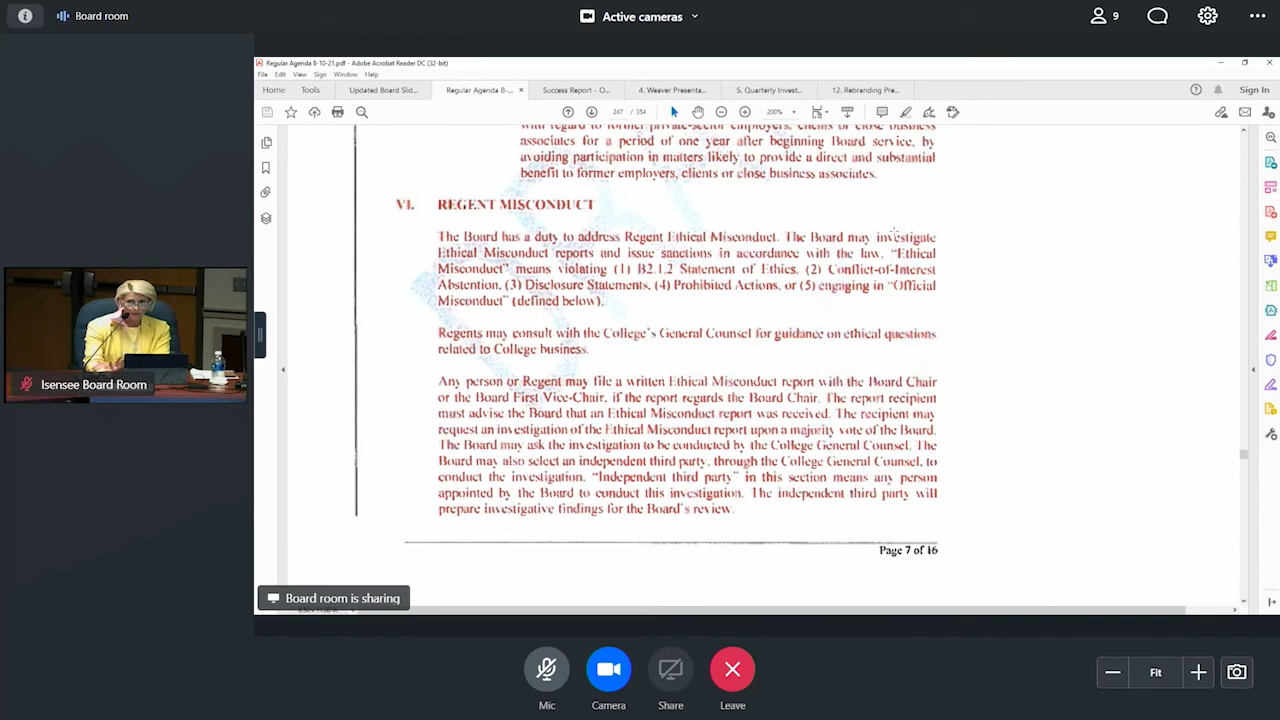 Board room
Active cameras
9
Regular Agenda 8-10-21.pdf - Adobe Acrobat Reader DC (32-bit)
File Edit View Sign Window Help
Home Tools Updated Board Slid... Regular Agenda 8-... × Success Report - O... 4. Weaver Presenta... 5. Quarterly Invest... 12. Rebranding Pre... Sign In
247 / 354 200%
with regard to former private-sector employers, clients or close business
associates for a period of one year after beginning Board service, by
avoiding participation in matters likely to provide a direct and substantial
benefit to former employers, clients or close business associates.
VI. REGENT MISCONDUCT
The Board has a duty to address Regent Ethical Misconduct. The Board may investigate
Ethical Misconduct reports and issue sanctions in accordance with the law. “Ethical
Misconduct” means violating (1) B2.1.2 Statement of Ethics, (2) Conflict-of-Interest
Abstention, (3) Disclosure Statements, (4) Prohibited Actions, or (5) engaging in “Official
Misconduct” (defined below).
Regents may consult with the College’s General Counsel for guidance on ethical questions
related to College business.
Any person or Regent may file a written Ethical Misconduct report with the Board Chair
or the Board First Vice-Chair, if the report regards the Board Chair. The report recipient
must advise the Board that an Ethical Misconduct report was received. The recipient may
request an investigation of the Ethical Misconduct report upon a majority vote of the Board.
The Board may ask the investigation to be conducted by the College General Counsel. The
Board may also select an independent third party, through the College General Counsel, to
conduct the investigation. “Independent third party” in this section means any person
appointed by the Board to conduct this investigation. The independent third party will
prepare investigative findings for the Board’s review.
Page 7 of 16
Isensee Board Room
Board room is sharing
Mic Camera Share Leave
Fit